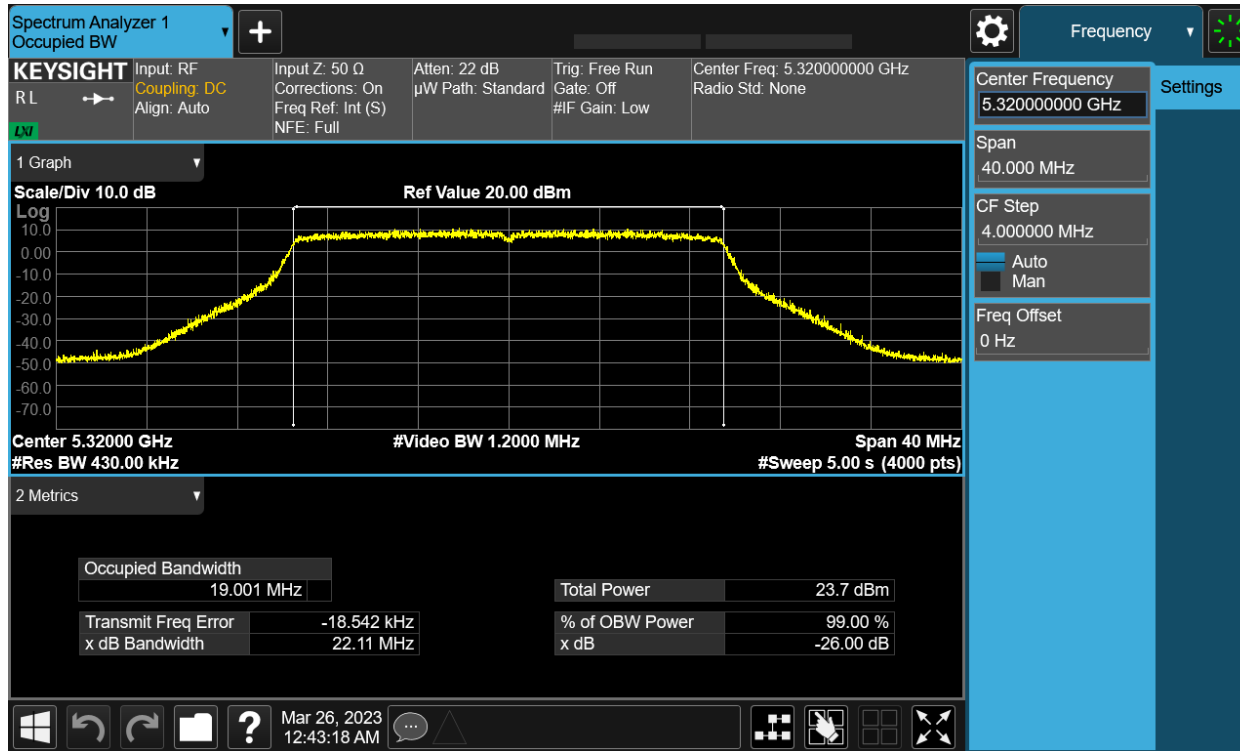 Spectrum Analyzer 1
Occupied BW
+
Frequency
KEYSIGHT
R L
LXI
Input: RF
Coupling: DC
Align: Auto
Input Z: 50 Ω
Corrections: On
Freq Ref: Int (S)
NFE: Full
Atten: 22 dB
µW Path: Standard
Trig: Free Run
Gate: Off
#IF Gain: Low
Center Freq: 5.320000000 GHz
Radio Std: None
Center Frequency
5.320000000 GHz
Settings
Span
40.000 MHz
CF Step
4.000000 MHz
Auto
Man
Freq Offset
0 Hz
1 Graph
Scale/Div 10.0 dB
Ref Value 20.00 dBm
Log
10.0
0.00
-10.0
-20.0
-30.0
-40.0
-50.0
-60.0
-70.0
Center 5.32000 GHz
#Video BW 1.2000 MHz
Span 40 MHz
#Res BW 430.00 kHz
#Sweep 5.00 s (4000 pts)
2 Metrics
Occupied Bandwidth
19.001 MHz
Total Power 23.7 dBm
Transmit Freq Error -18.542 kHz
% of OBW Power 99.00 %
x dB Bandwidth 22.11 MHz
x dB -26.00 dB
?
Mar 26, 2023
12:43:18 AM